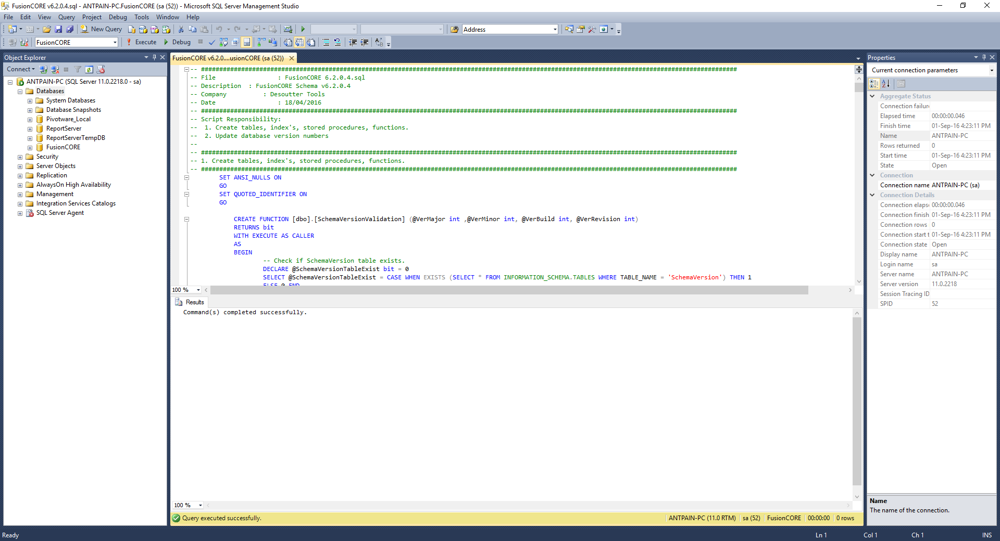 FusionCORE v6.2.0.4.sql - ANTPAIN-PC.FusionCORE (sa (52)) - Microsoft SQL Server Management Studio
File Edit View Query Project Debug Tools Window Help
New Query
Address
FusionCORE
Execute
Debug
Object Explorer
Connect
ANTPAIN-PC (SQL Server 11.0.2218.0 - sa)
Databases
System Databases
Database Snapshots
Pivotware_Local
ReportServer
ReportServerTempDB
FusionCORE
Security
Server Objects
Replication
AlwaysOn High Availability
Management
Integration Services Catalogs
SQL Server Agent
FusionCORE v6.2.0....usionCORE (sa (52))
-- File : FusionCORE 6.2.0.4.sql
-- Description : FusionCORE Schema v6.2.0.4
-- Company : Desoutter Tools
-- Date : 18/04/2016
-- Script Responsibility:
-- 1. Create tables, index's, stored procedures, functions.
-- 2. Update database version numbers
--
-- 1. Create tables, index's, stored procedures, functions.
SET ANSI_NULLS ON
GO
SET QUOTED_IDENTIFIER ON
GO
CREATE FUNCTION [dbo].[SchemaVersionValidation] (@VerMajor int ,@VerMinor int, @VerBuild int, @VerRevision int)
RETURNS bit
WITH EXECUTE AS CALLER
AS
BEGIN
-- Check if SchemaVersion table exists.
DECLARE @SchemaVersionTableExist bit = 0
SELECT @SchemaVersionTableExist = CASE WHEN EXISTS (SELECT * FROM INFORMATION_SCHEMA.TABLES WHERE TABLE_NAME = 'SchemaVersion') THEN 1
ELSE 0 END
100 %
Results
Command(s) completed successfully.
100 %
Query executed successfully.
ANTPAIN-PC (11.0 RTM) sa (52) FusionCORE 00:00:00 0 rows
Properties
Current connection parameters
Aggregate Status
Connection failure
Elapsed time 00:00:00.046
Finish time 01-Sep-16 4:23:11 PM
Name ANTPAIN-PC
Rows returned 0
Start time 01-Sep-16 4:23:11 PM
State Open
Connection
Connection name ANTPAIN-PC (sa)
Connection Details
Connection elapse 00:00:00.046
Connection finish 01-Sep-16 4:23:11 PM
Connection rows 0
Connection start t 01-Sep-16 4:23:11 PM
Connection state Open
Display name ANTPAIN-PC
Login name sa
Server name ANTPAIN-PC
Server version 11.0.2218
Session Tracing ID
SPID 52
Name
The name of the connection.
Ready
Ln 1 Col 1 Ch 1 INS